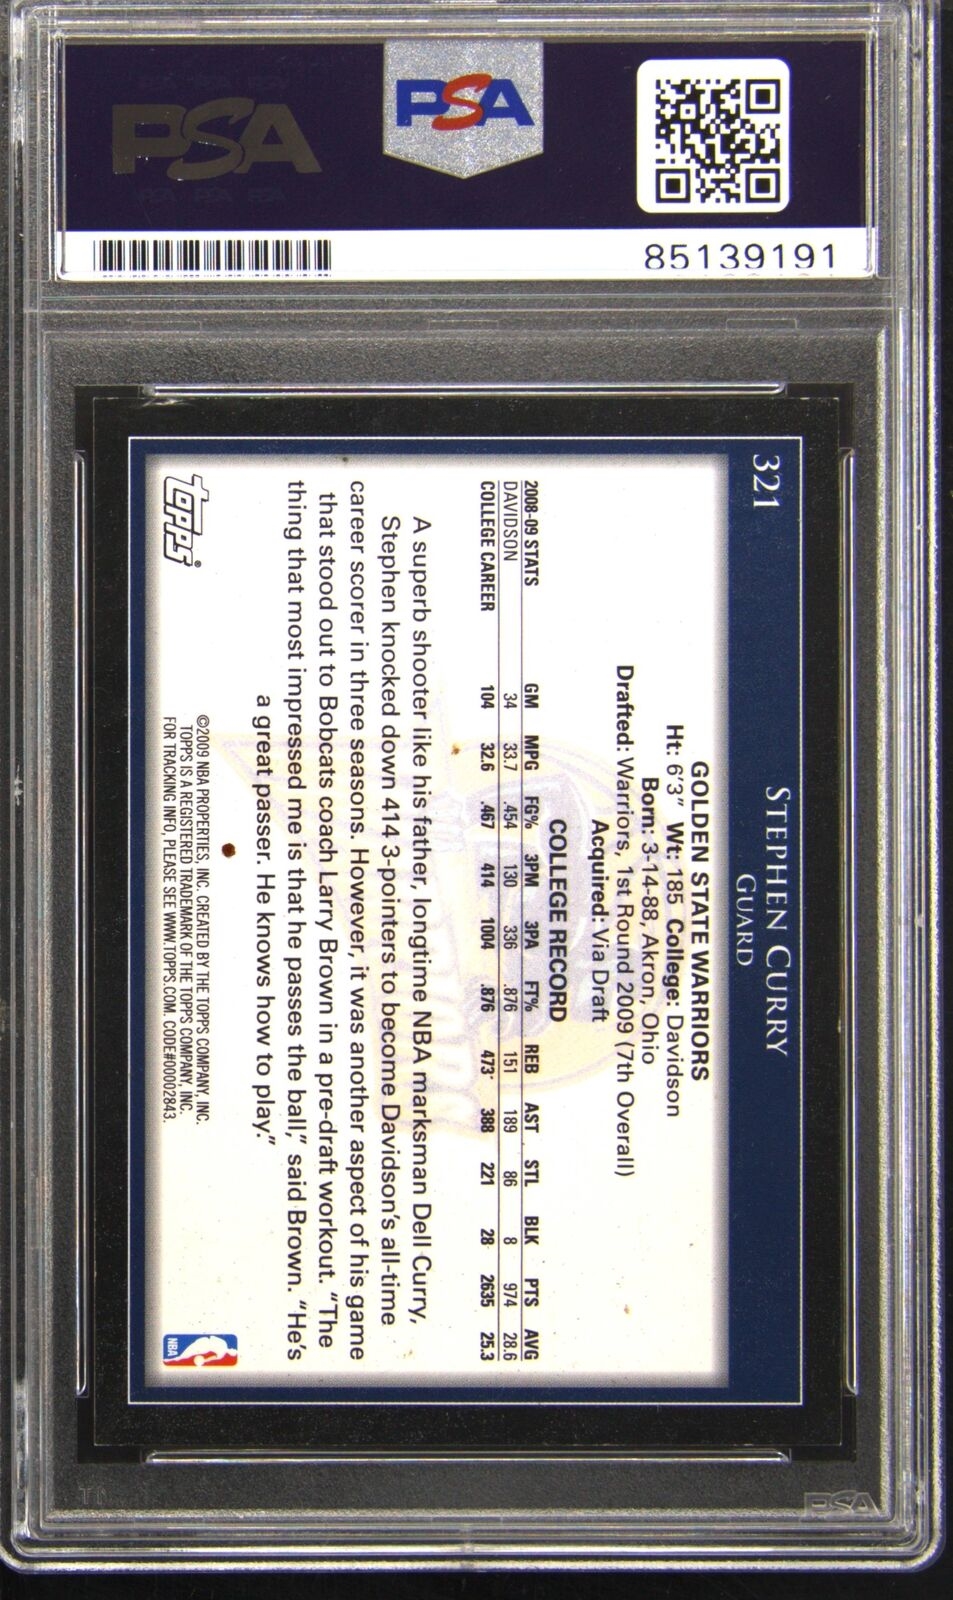 PSA
PSA PSA PSA
PSA
85139191
321
STEPHEN CURRY
GUARD
GOLDEN STATE WARRIORS
Ht: 6'3" Wt: 185 College: Davidson
Born: 3-14-88, Akron, Ohio
Drafted: Warriors, 1st Round 2009 (7th Overall)
Acquired: Via Draft
COLLEGE RECORD
2008-09 STATS GM MPG FG% 3PM 3PA FT% REB AST STL BLK PTS AVG
DAVIDSON 34 33.7 .454 130 336 .876 151 189 86 8 974 28.6
COLLEGE CAREER 104 32.6 .467 414 1004 .876 473 388 221 28 2635 25.3
A superb shooter like his father, longtime NBA marksman Dell Curry,
Stephen knocked down 414 3-pointers to become Davidson's all-time
career scorer in three seasons. However, it was another aspect of his game
that stood out to Bobcats coach Larry Brown in a pre-draft workout. "The
thing that most impressed me is that he passes the ball," said Brown. "He's
a great passer. He knows how to play."
topps®
©2009 NBA PROPERTIES, INC. CREATED BY THE TOPPS COMPANY, INC.
TOPPS IS A REGISTERED TRADEMARK OF THE TOPPS COMPANY, INC.
FOR TRACKING INFO, PLEASE SEE WWW.TOPPS.COM. CODE#00002843.
NBA
PSA